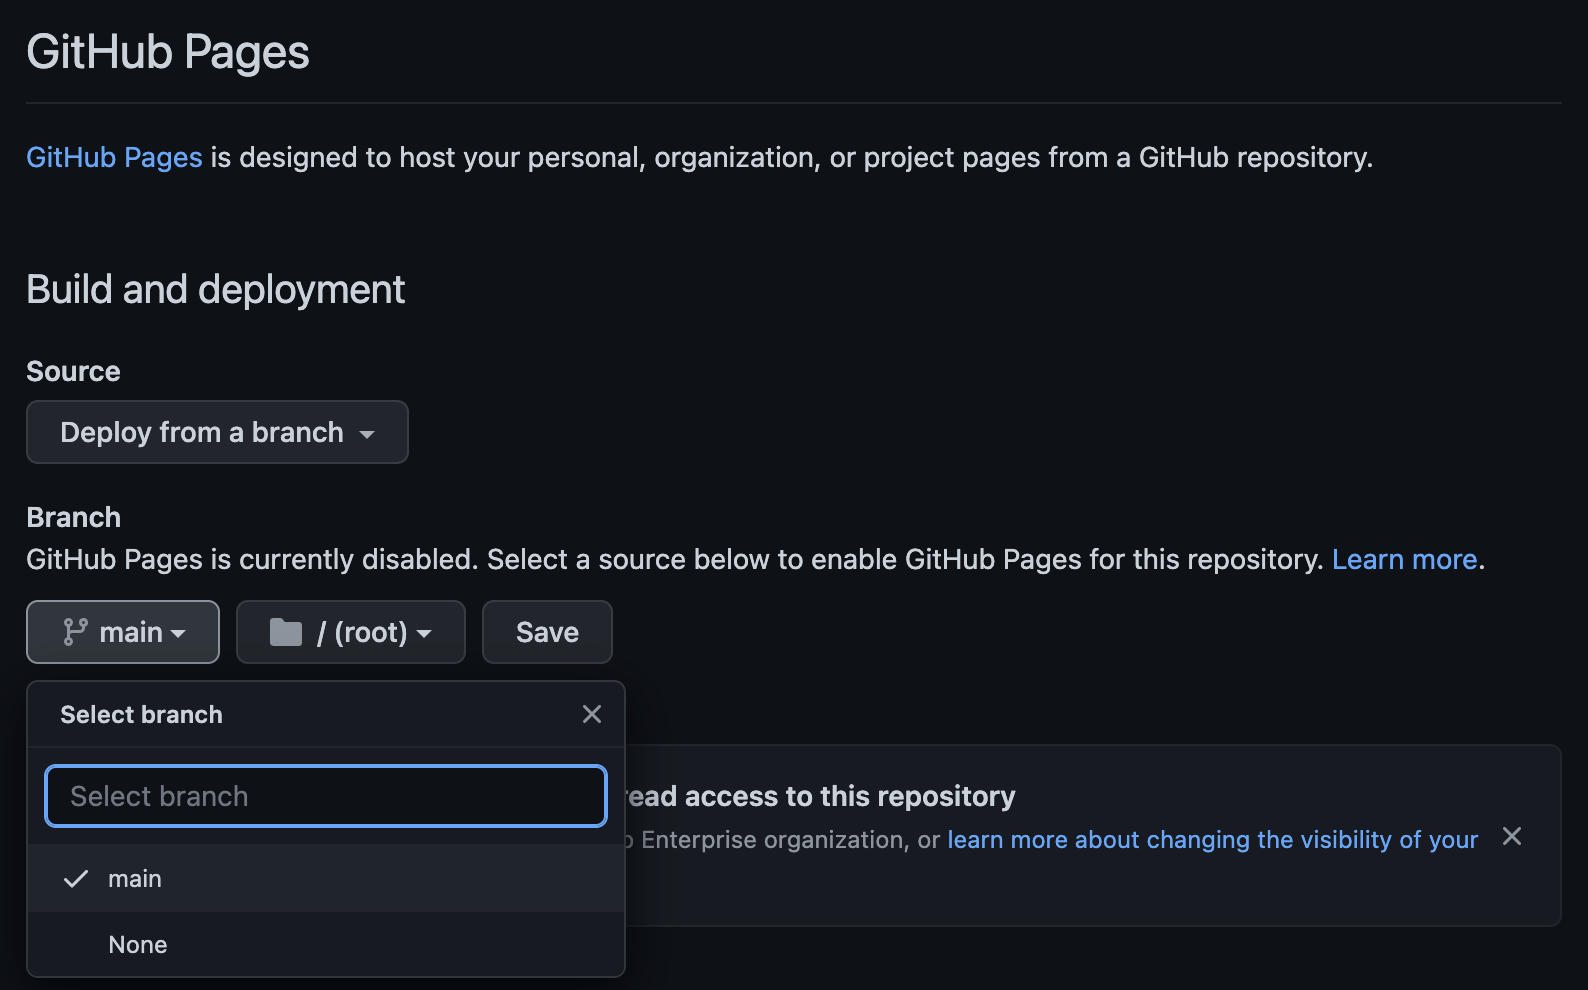 GitHub Pages
GitHub Pages is designed to host your personal, organization, or project pages from a GitHub repository.
Build and deployment
Source
Deploy from a branch
Branch
GitHub Pages is currently disabled. Select a source below to enable GitHub Pages for this repository. Learn more.
main / (root) Save
Select branch
Select branch
read access to this repository
Enterprise organization, or learn more about changing the visibility of your
main
None